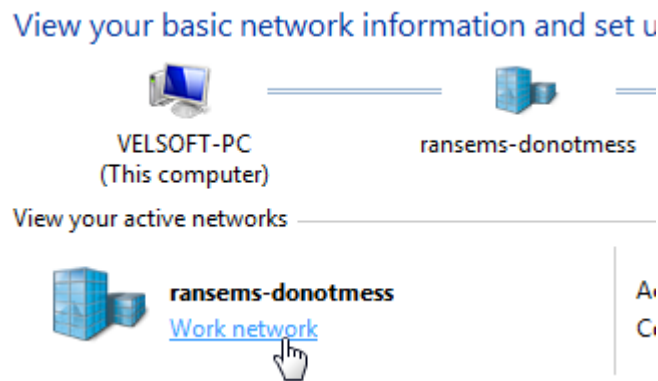 View your basic network information and set u
VELSOFT-PC
(This computer)
ransems-donotmess
View your active networks
ransems-donotmess
Work network